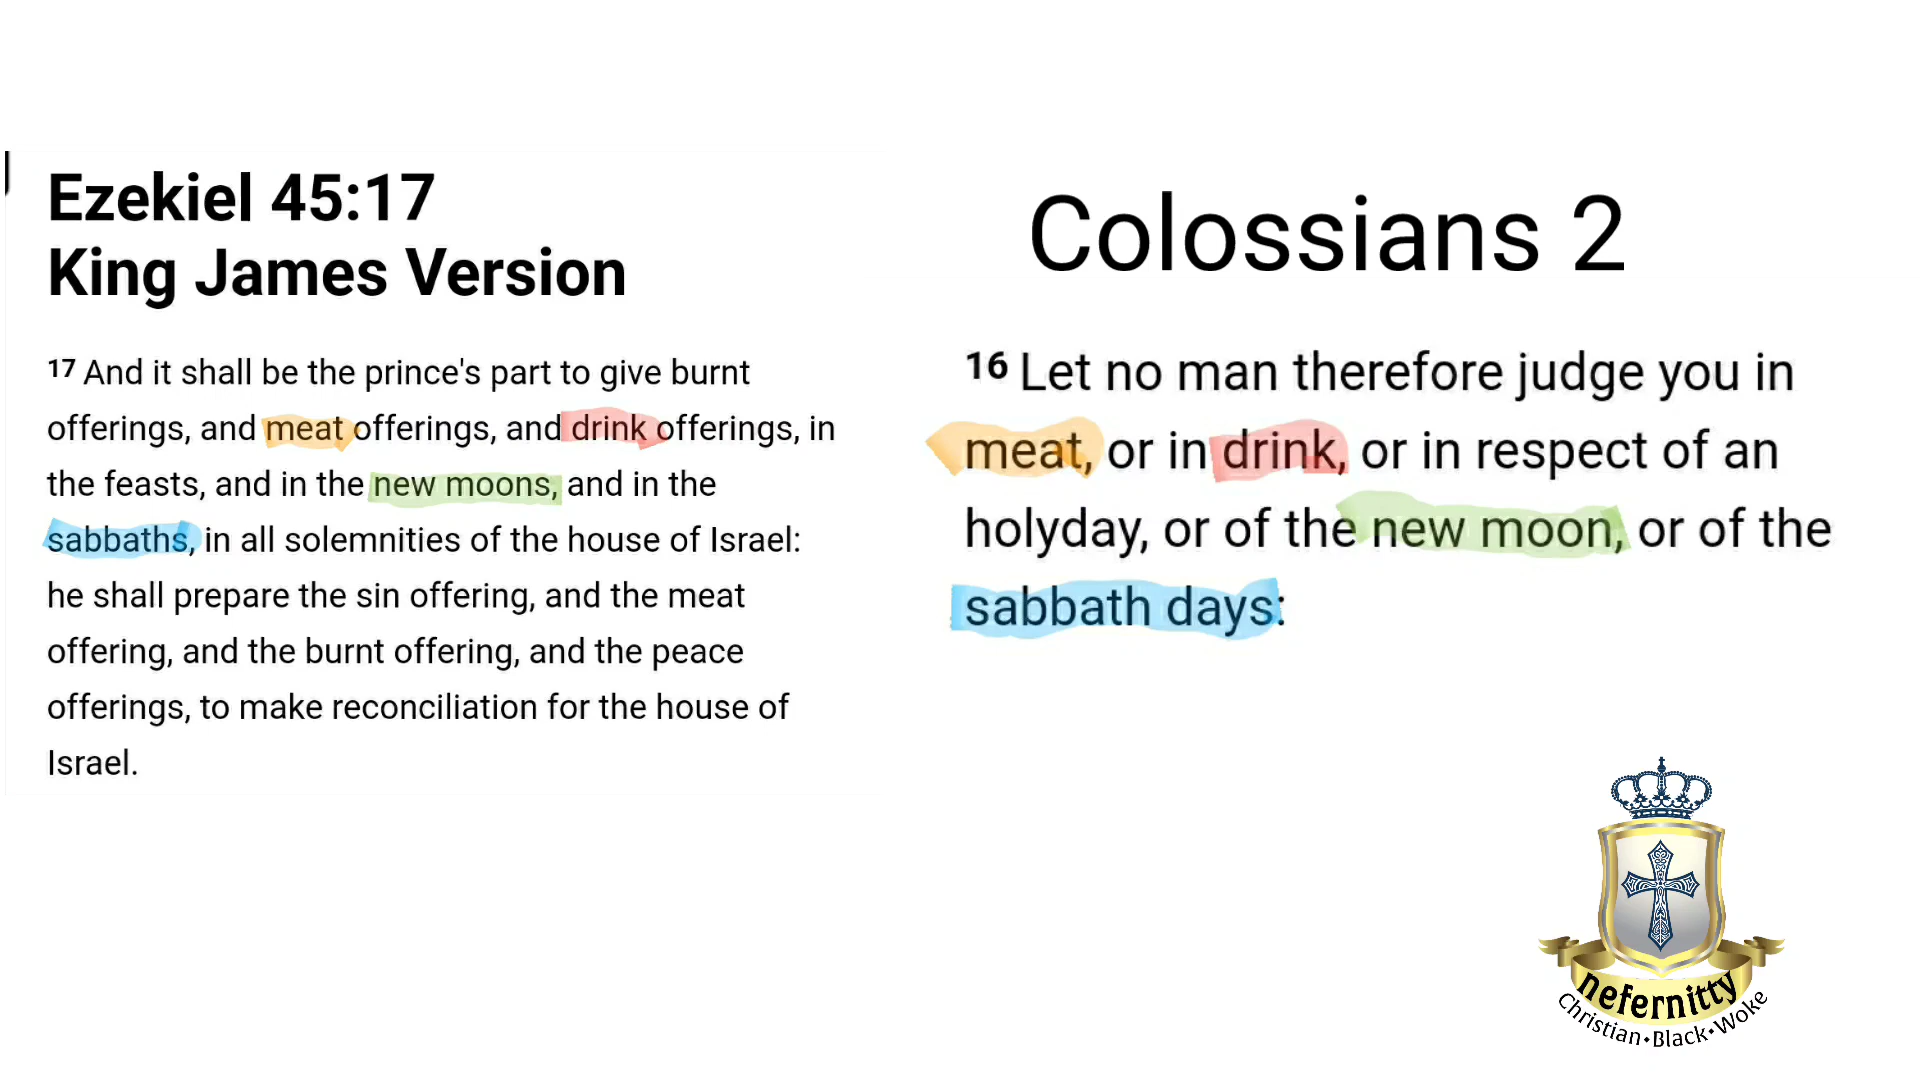 Ezekiel 45:17
King James Version
17 And it shall be the prince's part to give burnt
offerings, and meat offerings, and drink offerings, in
the feasts, and in the new moons, and in the
sabbaths, in all solemnities of the house of Israel:
he shall prepare the sin offering, and the meat
offering, and the burnt offering, and the peace
offerings, to make reconciliation for the house of
Israel.
Colossians 2
16 Let no man therefore judge you in
meat, or in drink, or in respect of an
holyday, or of the new moon, or of the
sabbath days:
nefernitty
Christian•Black•Woke